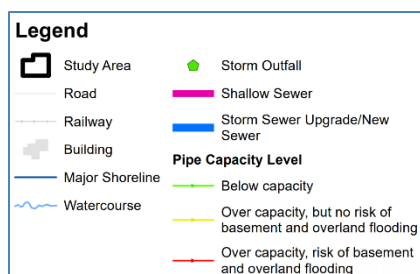 Legend
Study Area
Road
Railway
Building
Major Shoreline
Watercourse
Storm Outfall
Shallow Sewer
Storm Sewer Upgrade/New
Sewer
Pipe Capacity Level
Below capacity
Over capacity, but no risk of
basement and overland flooding
Over capacity, risk of basement
and overland flooding